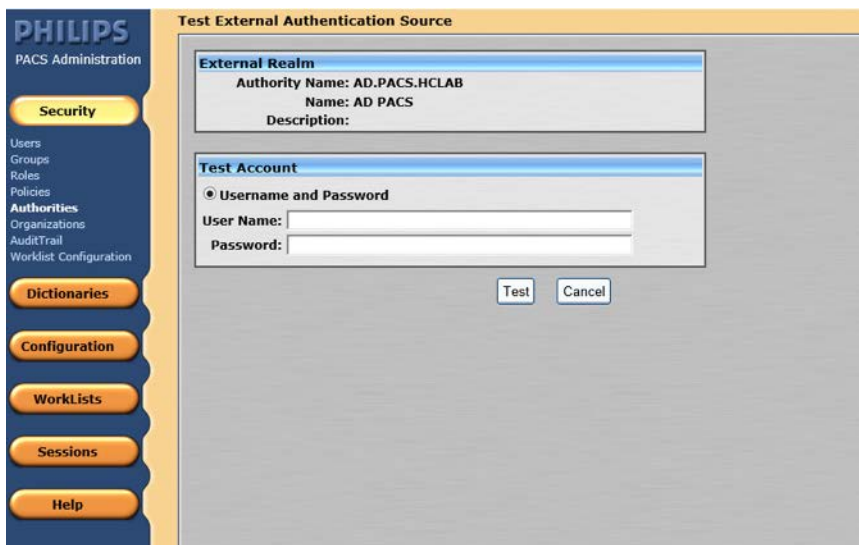 PHILIPS
PACS Administration
Security
Users
Groups
Roles
Policies
Authorities
Organizations
AuditTrail
Worklist Configuration
Dictionaries
Configuration
WorkLists
Sessions
Help
Test External Authentication Source
External Realm
Authority Name: AD.PACS.HCLAB
Name: AD PACS
Description:
Test Account
Username and Password
User Name:
Password:
Test Cancel